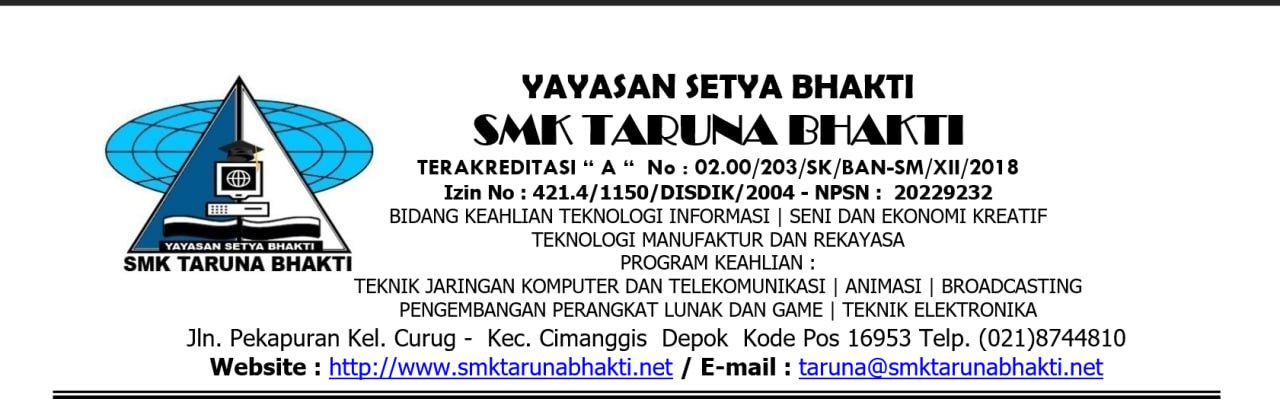 YAYASAN SETYA BHAKTI
SMK TARUNA BHAKTI
TERAKREDITASI “ A “ No : 02.00/203/SK/BAN-SM/XII/2018
Izin No : 421.4/1150/DISDIK/2004 - NPSN : 20229232
BIDANG KEAHLIAN TEKNOLOGI INFORMASI | SENI DAN EKONOMI KREATIF
TEKNOLOGI MANUFAKTUR DAN REKAYASA
PROGRAM KEAHLIAN :
TEKNIK JARINGAN KOMPUTER DAN TELEKOMUNIKASI | ANIMASI | BROADCASTING
PENGEMBANGAN PERANGKAT LUNAK DAN GAME | TEKNIK ELEKTRONIKA
YAYASAN SETYA BHAKTI
SMK TARUNA BHAKTI
Jln. Pekapuran Kel. Curug - Kec. Cimanggis Depok Kode Pos 16953 Telp. (021)8744810
Website : http://www.smktarunabhakti.net / E-mail : taruna@smktarunabhakti.net